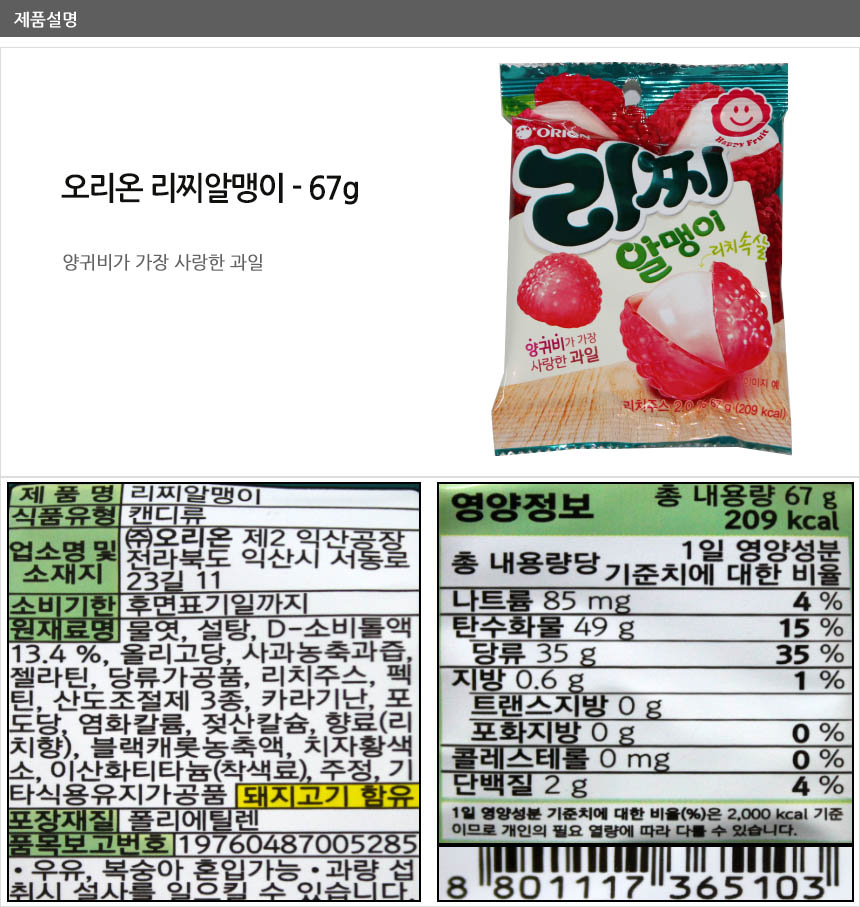 제품설명
오리온 리찌알맹이 - 67g
양귀비가 가장 사랑한 과일
ORION
Happy Fruit
리찌
알맹이
리치속살
양귀비가 가장
사랑한 과일
이미지 예
리치주스 2.0 % 67 g (209 kcal)
제 품 명 리찌알맹이
식품유형 캔디류
업소명 및 소재지 ㈜오리온 제2 익산공장
전라북도 익산시 서동로
23길 11
소비기한 후면표기일까지
원재료명 물엿, 설탕, D-소비톨액
13.4 %, 올리고당, 사과농축과즙,
젤라틴, 당류가공품, 리치주스, 펙
틴, 산도조절제 3종, 카라기난, 포
도당, 염화칼륨, 젖산칼슘, 향료(리
치향), 블랙캐롯농축액, 치자황색
소, 이산화티타늄(착색료), 주정, 기
타식용유지가공품 돼지고기 함유
포장재질 폴리에틸렌
품목보고번호 19760487005285
• 우유, 복숭아 혼입가능 • 과량 섭
취시 설사를 일으킬 수 있습니다.
영양정보 총 내용량 67 g
209 kcal
총 내용량당 1일 영양성분
기준치에 대한 비율
나트륨 85 mg 4 %
탄수화물 49 g 15 %
당류 35 g 35 %
지방 0.6 g 1 %
트랜스지방 0 g
포화지방 0 g 0 %
콜레스테롤 0 mg 0 %
단백질 2 g 4 %
1일 영양성분 기준치에 대한 비율(%)은 2,000 kcal 기준
이므로 개인의 필요 열량에 따라 다를 수 있습니다.
8 801117 365103